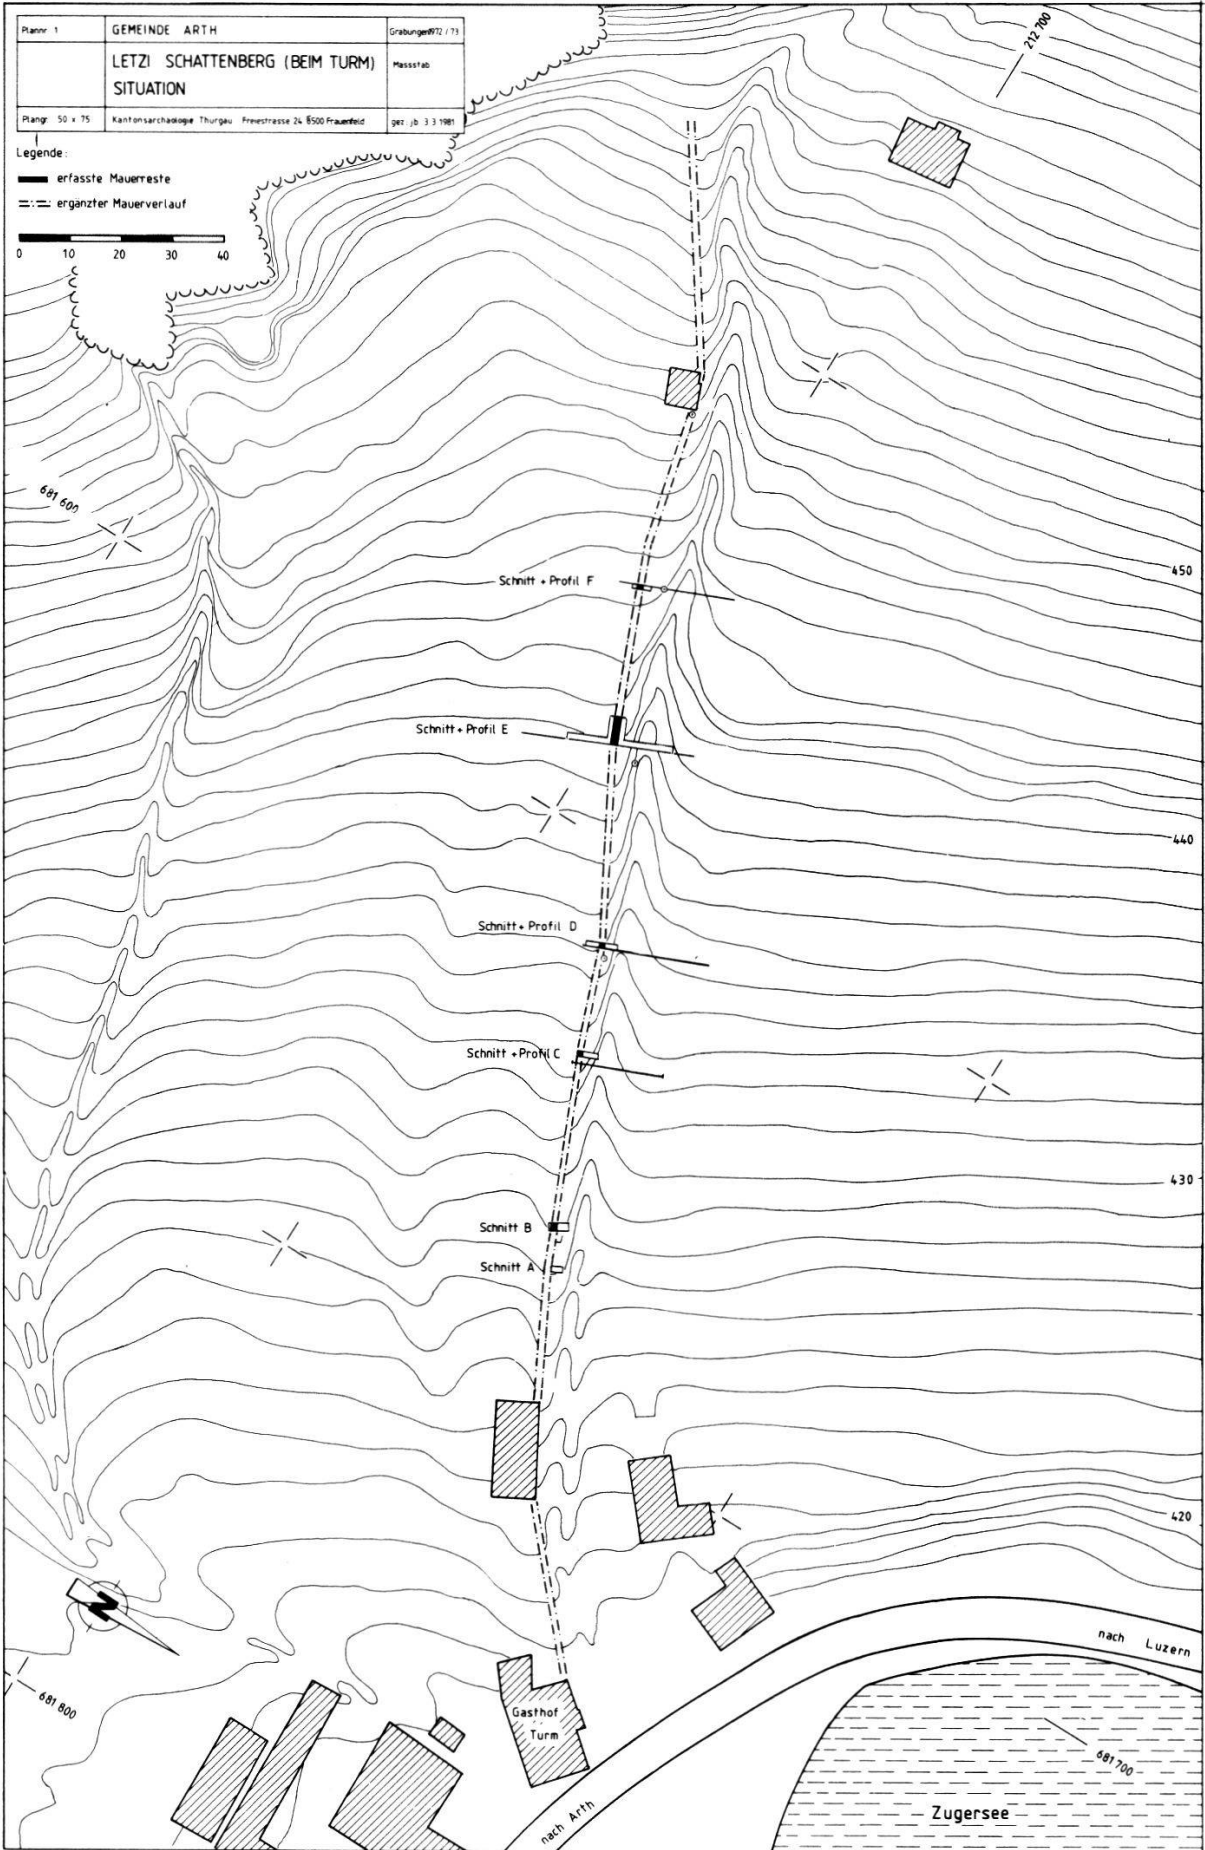 Plannr. 1
GEMEINDE ARTH
Grabungen 1972 / 73
LETZI SCHATTENBERG (BEIM TURM)
Massstab
SITUATION
Plangr. 50 x 75
Kantonsarchäologie Thurgau Freiestrasse 24 8500 Frauenfeld
gez. jb 3.3.1981
Legende:
erfasste Mauerreste
ergänzter Mauerverlauf
0 10 20 30 40
212 700
681 600
450
Schnitt + Profil F
Schnitt + Profil E
440
Schnitt + Profil D
Schnitt + Profil C
430
Schnitt B
Schnitt A
420
N
nach Luzern
681 800
Gasthof
Turm
681 700
nach Arth
Zugersee